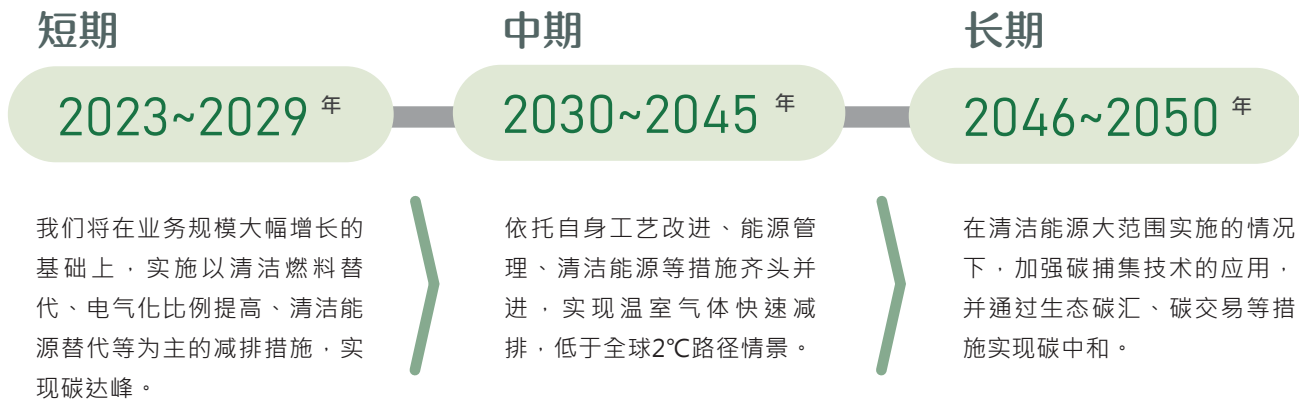 短期
2023~2029 年
我们将在业务规模大幅增长的
基础上，实施以清洁燃料替
代、电气化比例提高、清洁能
源替代等为主的减排措施，实
现碳达峰。
中期
2030~2045 年
依托自身工艺改进、能源管
理、清洁能源等措施齐头并
进，实现温室气体快速减
排，低于全球2℃路径情景。
长期
2046~2050 年
在清洁能源大范围实施的情况
下，加强碳捕集技术的应用，
并通过生态碳汇、碳交易等措
施实现碳中和。